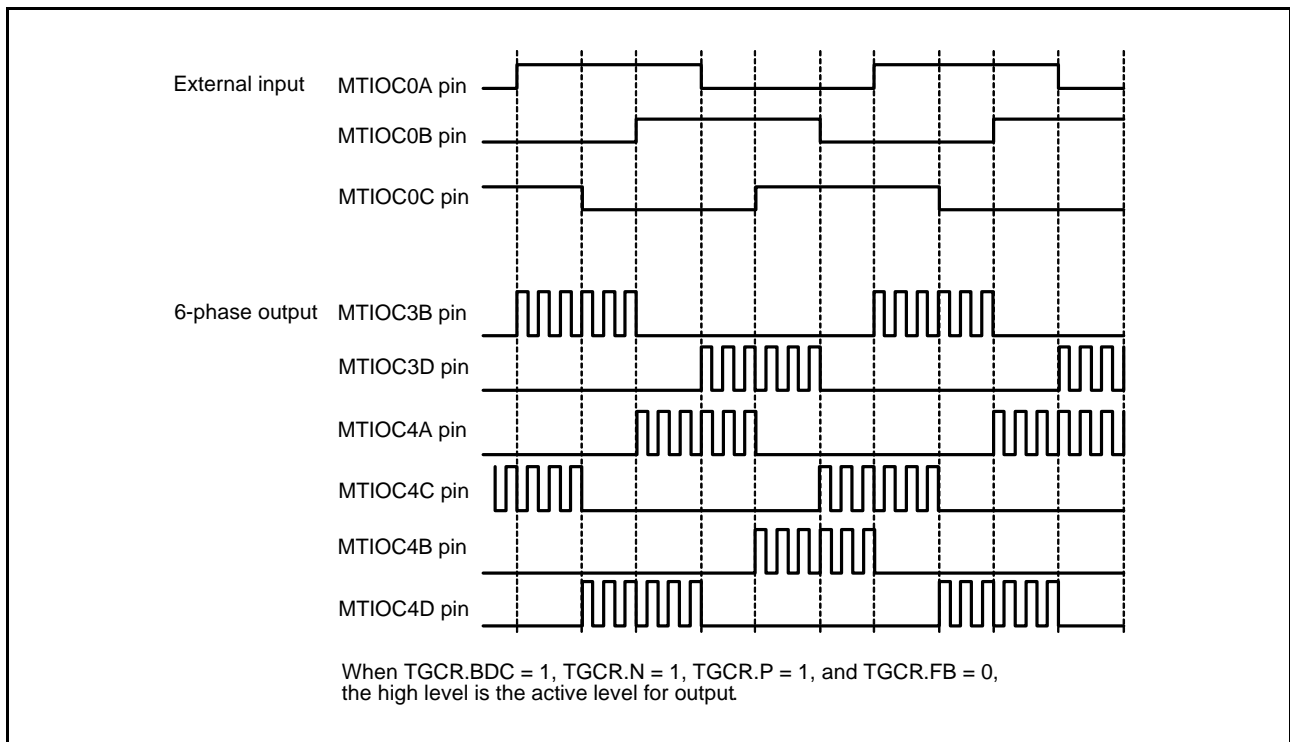 External input MTIOC0A pin
MTIOC0B pin
MTIOC0C pin
6-phase output MTIOC3B pin
MTIOC3D pin
MTIOC4A pin
MTIOC4C pin
MTIOC4B pin
MTIOC4D pin
When TGCR.BDC = 1, TGCR.N = 1, TGCR.P = 1, and TGCR.FB = 0,
the high level is the active level for output.